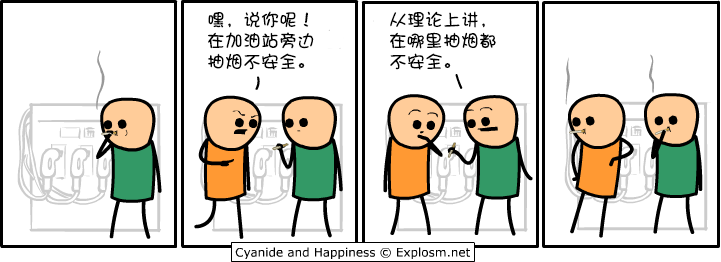 嘿，说你呢！
在加油站旁边
抽烟不安全。
从理论上讲，
在哪里抽烟都
不安全。
Cyanide and Happiness © Explosm.net